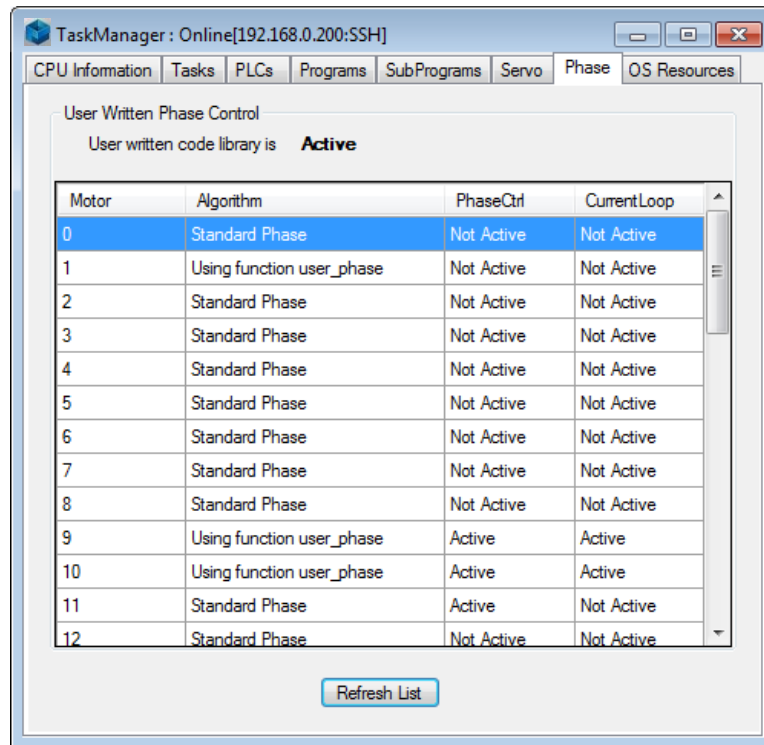 TaskManager : Online[192.168.0.200:SSH]
CPU Information Tasks PLCs Programs SubPrograms Servo Phase OS Resources
User Written Phase Control
User written code library is Active
Motor Algorithm PhaseCtrl CurrentLoop
0 Standard Phase Not Active Not Active
1 Using function user_phase Not Active Not Active
2 Standard Phase Not Active Not Active
3 Standard Phase Not Active Not Active
4 Standard Phase Not Active Not Active
5 Standard Phase Not Active Not Active
6 Standard Phase Not Active Not Active
7 Standard Phase Not Active Not Active
8 Standard Phase Not Active Not Active
9 Using function user_phase Active Active
10 Using function user_phase Active Active
11 Standard Phase Active Not Active
12 Standard Phase Not Active Not Active
Refresh List